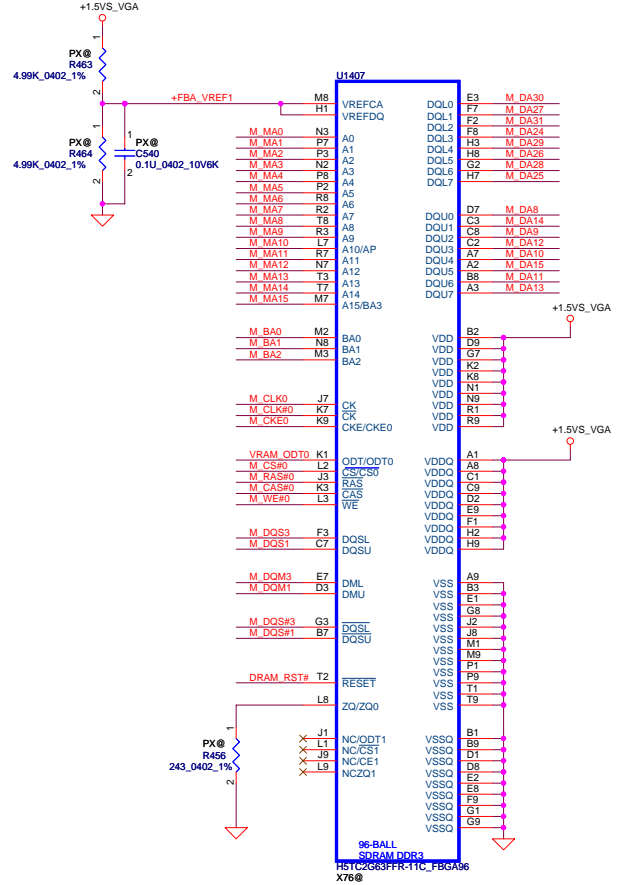 +1.5VS_VGA
1
PX@
R463
4.99K_0402_1%
2
+FBA_VREF1
1
PX@
R464
4.99K_0402_1%
2
1
PX@
C540
0.1U_0402_10V6K
2
U1407
M8 VREFCA
H1 VREFDQ
M_MA0 N3 A0
M_MA1 P7 A1
M_MA2 P3 A2
M_MA3 N2 A3
M_MA4 P8 A4
M_MA5 P2 A5
M_MA6 R8 A6
M_MA7 R2 A7
M_MA8 T8 A8
M_MA9 R3 A9
M_MA10 L7 A10/AP
M_MA11 R7 A11
M_MA12 N7 A12
M_MA13 T3 A13
M_MA14 T7 A14
M_MA15 M7 A15/BA3
M_BA0 M2 BA0
M_BA1 N8 BA1
M_BA2 M3 BA2
M_CLK0 J7 CK
M_CLK#0 K7 CK
M_CKE0 K9 CKE/CKE0
VRAM_ODT0 K1 ODT/ODT0
M_CS#0 L2 CS/CS0
M_RAS#0 J3 RAS
M_CAS#0 K3 CAS
M_WE#0 L3 WE
M_DQS3 F3 DQSL
M_DQS1 C7 DQSU
M_DQM3 E7 DML
M_DQM1 D3 DMU
M_DQS#3 G3 DQSL
M_DQS#1 B7 DQSU
DRAM_RST# T2 RESET
L8 ZQ/ZQ0
1
PX@
R456
243_0402_1%
2
J1 NC/ODT1
L1 NC/CS1
J9 NC/CE1
L9 NCZQ1
DQL0 E3 M_DA30
DQL1 F7 M_DA27
DQL2 F2 M_DA31
DQL3 F8 M_DA24
DQL4 H3 M_DA29
DQL5 H8 M_DA26
DQL6 G2 M_DA28
DQL7 H7 M_DA25
DQU0 D7 M_DA8
DQU1 C3 M_DA14
DQU2 C8 M_DA9
DQU3 C2 M_DA12
DQU4 A7 M_DA10
DQU5 A2 M_DA15
DQU6 B8 M_DA11
DQU7 A3 M_DA13
+1.5VS_VGA
VDD B2
VDD D9
VDD G7
VDD K2
VDD K8
VDD N1
VDD N9
VDD R1
VDD R9
+1.5VS_VGA
VDDQ A1
VDDQ A8
VDDQ C1
VDDQ C9
VDDQ D2
VDDQ E9
VDDQ F1
VDDQ H2
VDDQ H9
VSS A9
VSS B3
VSS E1
VSS G8
VSS J2
VSS J8
VSS M1
VSS M9
VSS P1
VSS P9
VSS T1
VSS T9
VSSQ B1
VSSQ B9
VSSQ D1
VSSQ D8
VSSQ E2
VSSQ E8
VSSQ F9
VSSQ G1
VSSQ G9
96-BALL
SDRAM DDR3
H5TC2G63FFR-11C_FBGA96
X76@